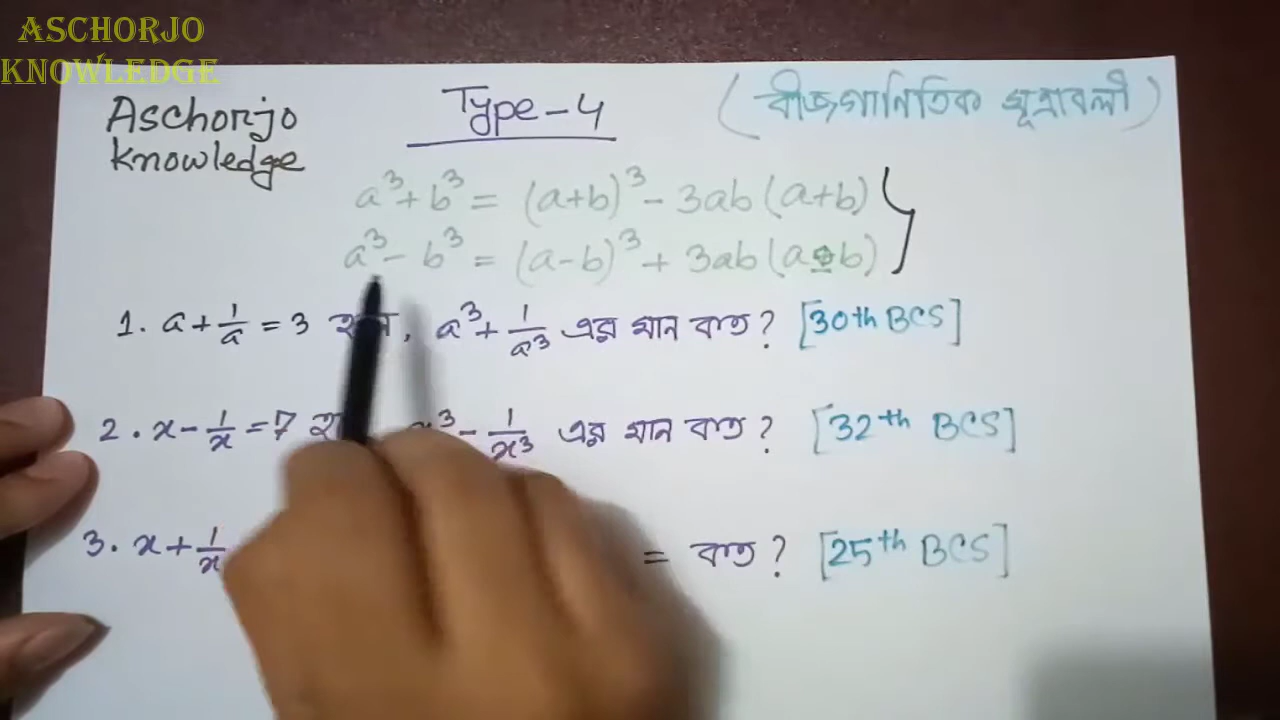 ASCHORJO
KNOWLEDGE
Aschorjo
Knowledge
Type-4
(বীজগানিতিক সূত্রাবলী)
a³+b³ = (a+b)³ - 3ab(a+b)
a³- b³ = (a-b)³ + 3ab(a-b)
1. a + 1/a = 3, a³ + 1/a³ এর মান কত? [30th BCS]
2. x - 1/x = 7 - 1/x³ এর মান কত? [32th BCS]
3. x + 1/x = কত? [25th BCS]